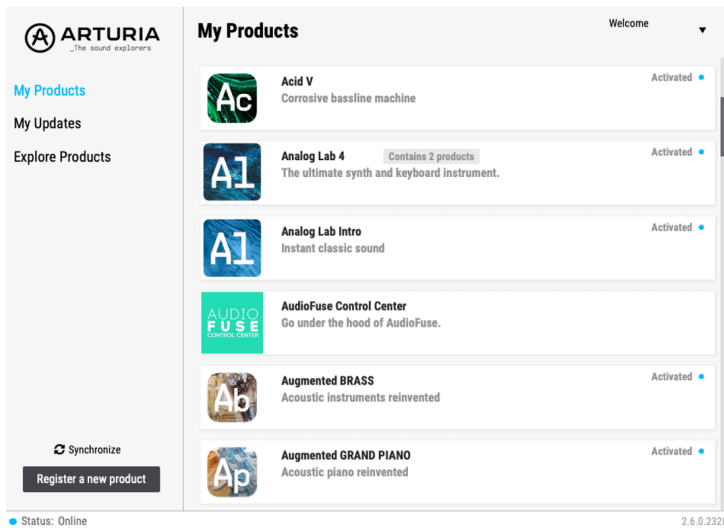 ARTURIA
_The sound explorers
My Products
My Updates
Explore Products
Synchronize
Register a new product
Status: Online
My Products
Welcome
Ac
Acid V
Corrosive bassline machine
Activated
Al
Analog Lab 4
Contains 2 products
The ultimate synth and keyboard instrument.
Activated
Al
Analog Lab Intro
Instant classic sound
Activated
AUDIO
FUSE
CONTROL CENTER
AudioFuse Control Center
Go under the hood of AudioFuse.
Ab
Augmented BRASS
Acoustic instruments reinvented
Activated
Ap
Augmented GRAND PIANO
Acoustic piano reinvented
Activated